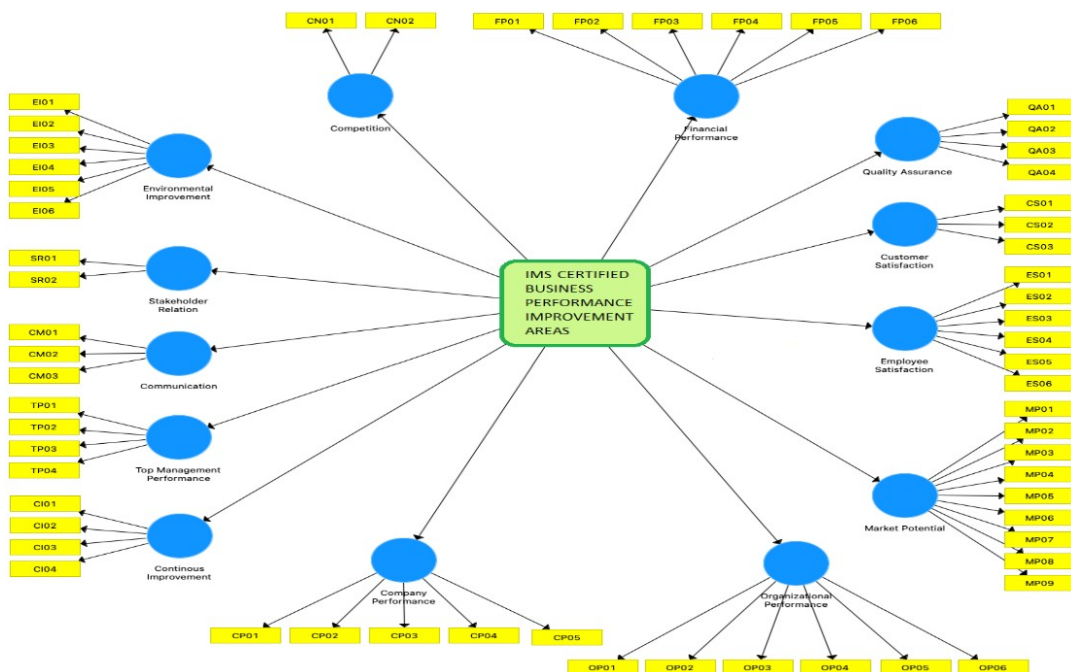 CN01
CN02
Competition
FP01
FP02
FP03
FP04
FP05
FP06
Financial
Performance
EI01
EI02
EI03
EI04
EI05
EI06
Environmental
Improvement
QA01
QA02
QA03
QA04
Quality Assurance
CS01
CS02
CS03
Customer
Satisfaction
SR01
SR02
Stakeholder
Relation
IMS CERTIFIED
BUSINESS
PERFORMANCE
IMPROVEMENT
AREAS
ES01
ES02
ES03
ES04
ES05
ES06
Employee
Satisfaction
CM01
CM02
CM03
Communication
TP01
TP02
TP03
TP04
Top Management
Performance
MP01
MP02
MP03
MP04
MP05
MP06
MP07
MP08
MP09
Market Potential
CI01
CI02
CI03
CI04
Continous
Improvement
Company
Performance
CP01
CP02
CP03
CP04
CP05
Organizational
Performance
OP01
OP02
OP03
OP04
OP05
OP06